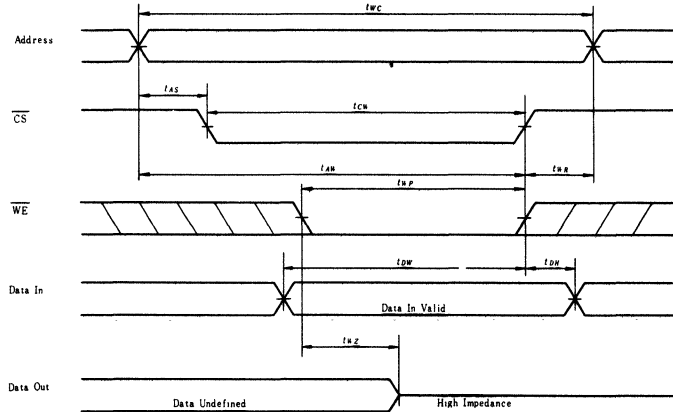 tWC
Address
tAS
tCW
CS
tAW
tWR
tWP
WE
tDW
tDH
Data In
Data In Valid
tWZ
Data Out
Data Undefined
High Impedance